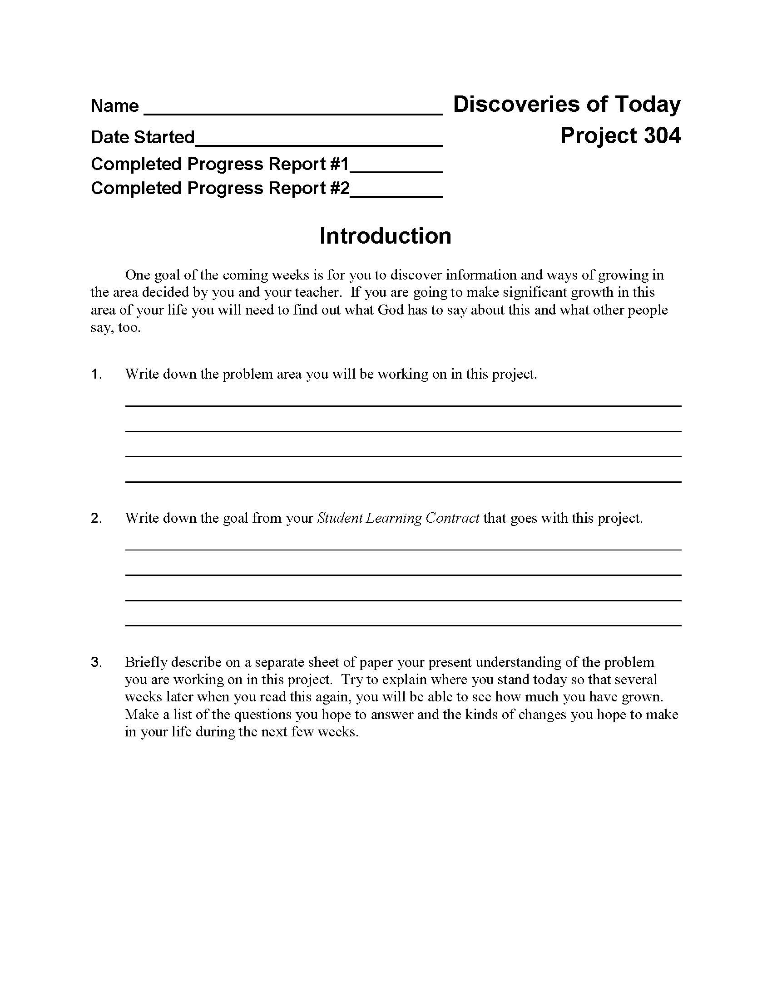 Name Discoveries of Today
Date Started Project 304
Completed Progress Report #1
Completed Progress Report #2
Introduction
One goal of the coming weeks is for you to discover information and ways of growing in
the area decided by you and your teacher.  If you are going to make significant growth in this
area of your life you will need to find out what God has to say about this and what other people
say, too.
1. Write down the problem area you will be working on in this project.
2. Write down the goal from your Student Learning Contract that goes with this project.
3. Briefly describe on a separate sheet of paper your present understanding of the problem
you are working on in this project.  Try to explain where you stand today so that several
weeks later when you read this again, you will be able to see how much you have grown.
Make a list of the questions you hope to answer and the kinds of changes you hope to make
in your life during the next few weeks.